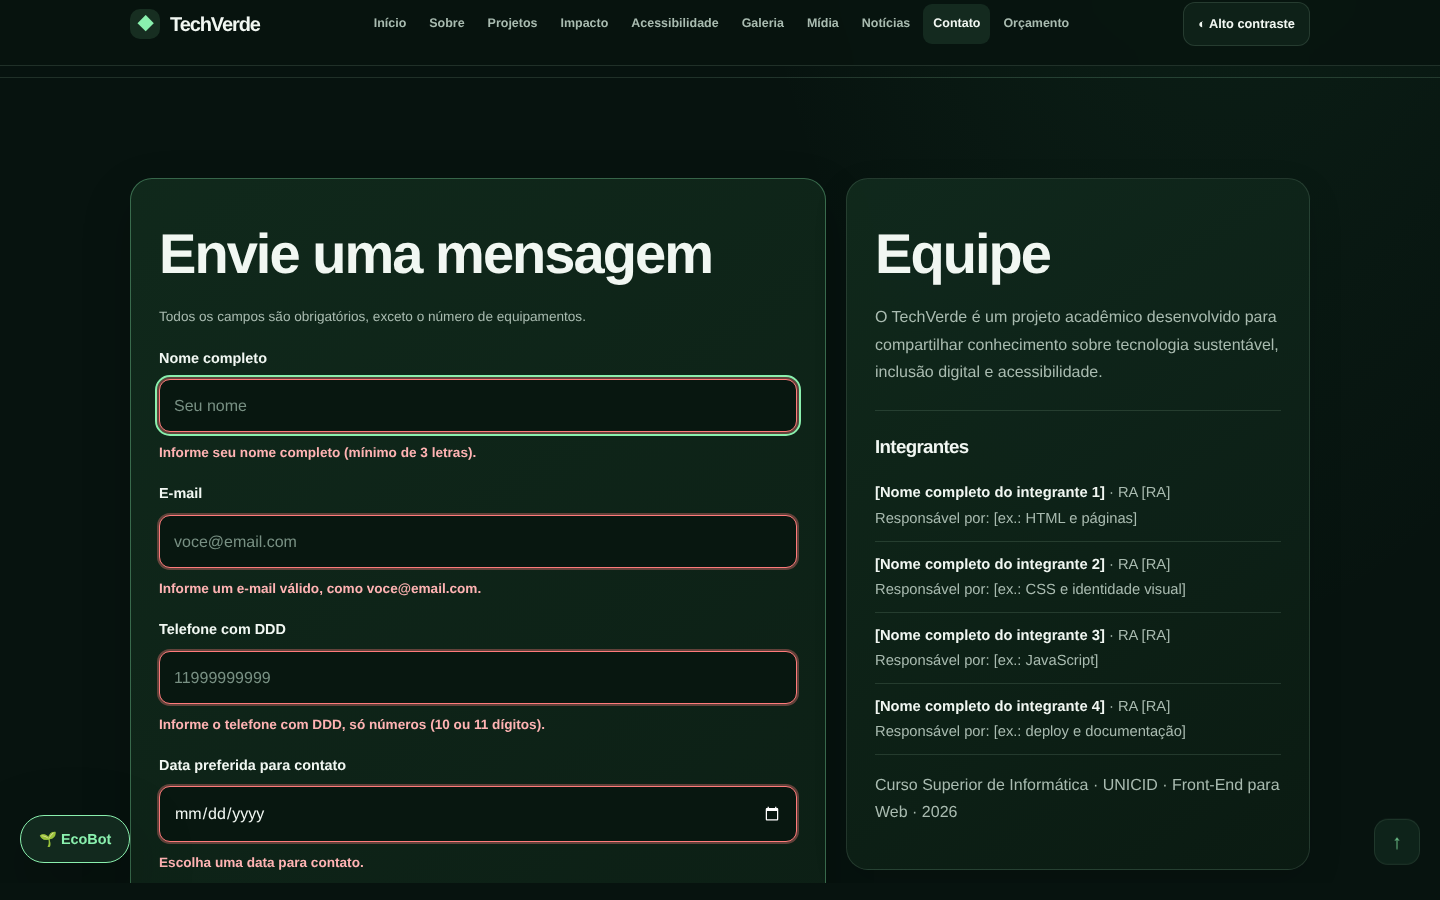 TechVerde
Início Sobre Projetos Impacto Acessibilidade Galeria Mídia Notícias Contato Orçamento
Alto contraste
Envie uma mensagem
Todos os campos são obrigatórios, exceto o número de equipamentos.
Nome completo
Seu nome
Informe seu nome completo (mínimo de 3 letras).
E-mail
voce@email.com
Informe um e-mail válido, como voce@email.com.
Telefone com DDD
11999999999
Informe o telefone com DDD, só números (10 ou 11 dígitos).
Data preferida para contato
mm/dd/yyyy
Escolha uma data para contato.
Equipe
O TechVerde é um projeto acadêmico desenvolvido para
compartilhar conhecimento sobre tecnologia sustentável,
inclusão digital e acessibilidade.
Integrantes
[Nome completo do integrante 1] · RA [RA]
Responsável por: [ex.: HTML e páginas]
[Nome completo do integrante 2] · RA [RA]
Responsável por: [ex.: CSS e identidade visual]
[Nome completo do integrante 3] · RA [RA]
Responsável por: [ex.: JavaScript]
[Nome completo do integrante 4] · RA [RA]
Responsável por: [ex.: deploy e documentação]
Curso Superior de Informática · UNICID · Front-End para
Web · 2026
🌱 EcoBot
↑